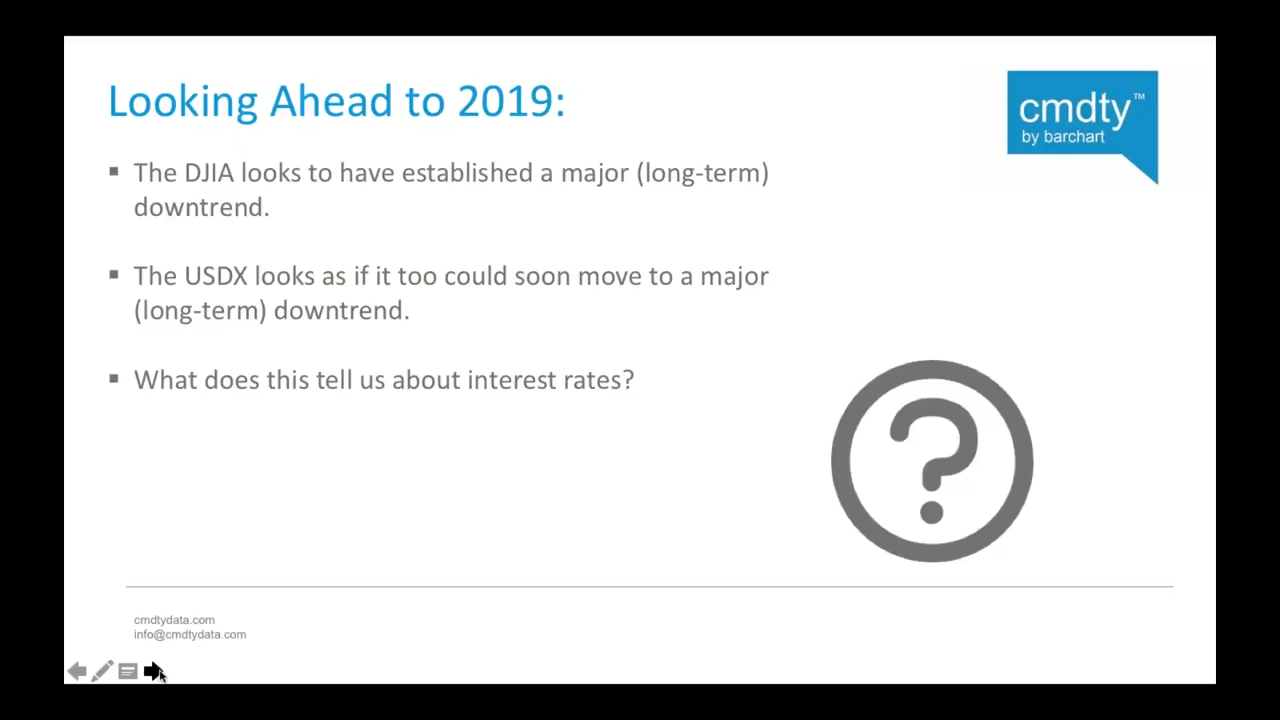 Looking Ahead to 2019:
cmdty™
by barchart
▪ The DJIA looks to have established a major (long-term)
downtrend.
▪ The USDX looks as if it too could soon move to a major
(long-term) downtrend.
▪ What does this tell us about interest rates?
?
cmdtydata.com
info@cmdtydata.com